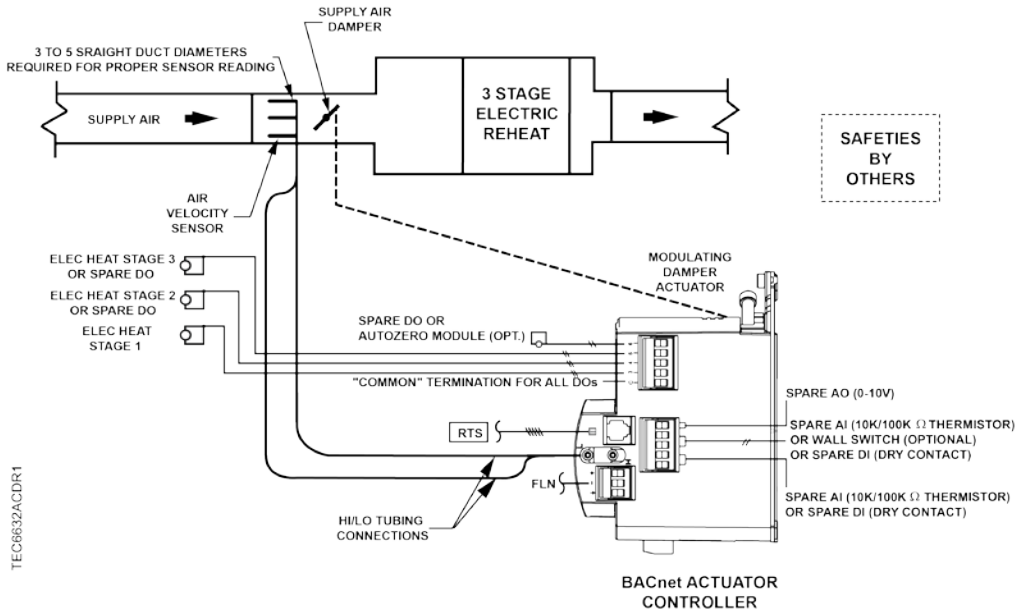 SUPPLY AIR
DAMPER
3 TO 5 SRAIGHT DUCT DIAMETERS
REQUIRED FOR PROPER SENSOR READING
3 STAGE
ELECTRIC
REHEAT
SUPPLY AIR
SAFETIES
BY
OTHERS
AIR
VELOCITY
SENSOR
ELEC HEAT STAGE 3
OR SPARE DO
MODULATING
DAMPER
ACTUATOR
ELEC HEAT STAGE 2
OR SPARE DO
ELEC HEAT
STAGE 1
SPARE DO OR
AUTOZERO MODULE (OPT.)
"COMMON" TERMINATION FOR ALL DOs
SPARE AO (0-10V)
RTS
SPARE AI (10K/100K Ω THERMISTOR)
OR WALL SWITCH (OPTIONAL)
OR SPARE DI (DRY CONTACT)
FLN
SPARE AI (10K/100K Ω THERMISTOR)
OR SPARE DI (DRY CONTACT)
HI/LO TUBING
CONNECTIONS
TEC6632ACDR1
BACnet ACTUATOR
CONTROLLER